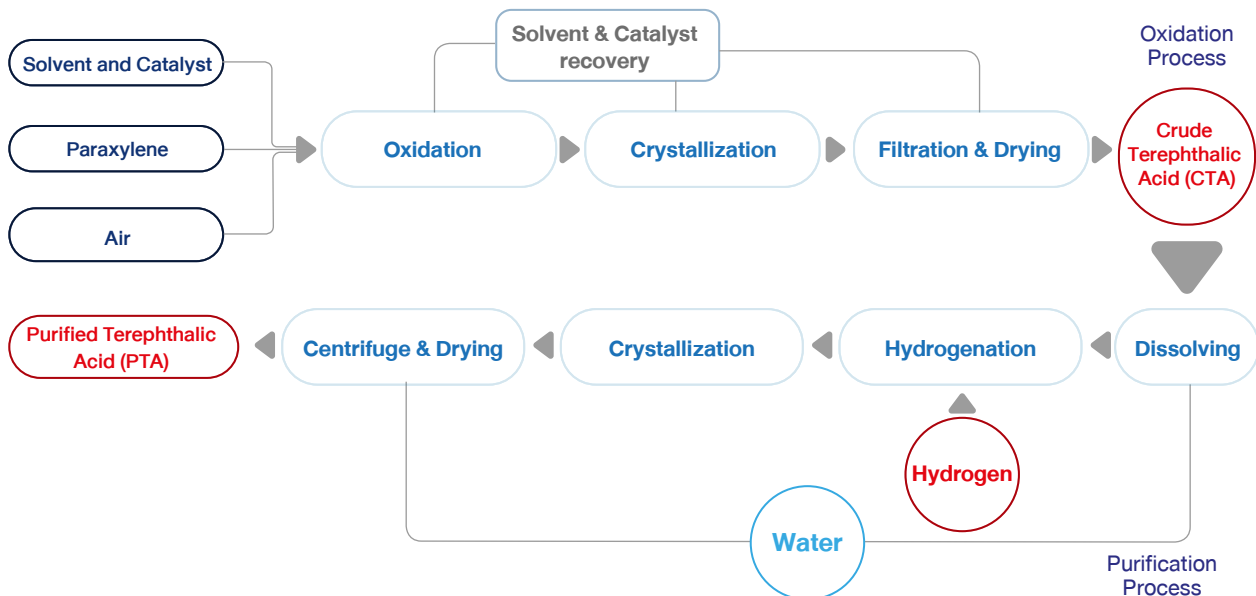 Solvent & Catalyst
recovery
Oxidation
Process
Solvent and Catalyst
Paraxylene
Air
Oxidation
Crystallization
Filtration & Drying
Crude
Terephthalic
Acid (CTA)
Purified Terephthalic
Acid (PTA)
Centrifuge & Drying
Crystallization
Hydrogenation
Dissolving
Hydrogen
Water
Purification
Process